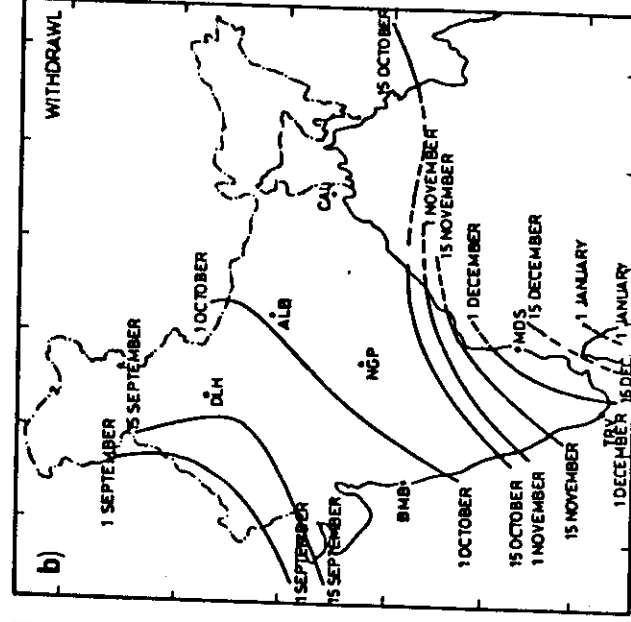 b)
WITHDRAWL
1 SEPTEMBER
15 SEPTEMBER
1 OCTOBER
15 OCTOBER
DLH
ALB
CAL
NGP
BMB
1 SEPTEMBER
15 SEPTEMBER
1 NOVEMBER
15 NOVEMBER
1 DECEMBER
MDS
15 DECEMBER
1 JANUARY
1 OCTOBER
15 OCTOBER
1 NOVEMBER
15 NOVEMBER
TRV
1 DECEMBER
15 DEC.
1 JANUARY